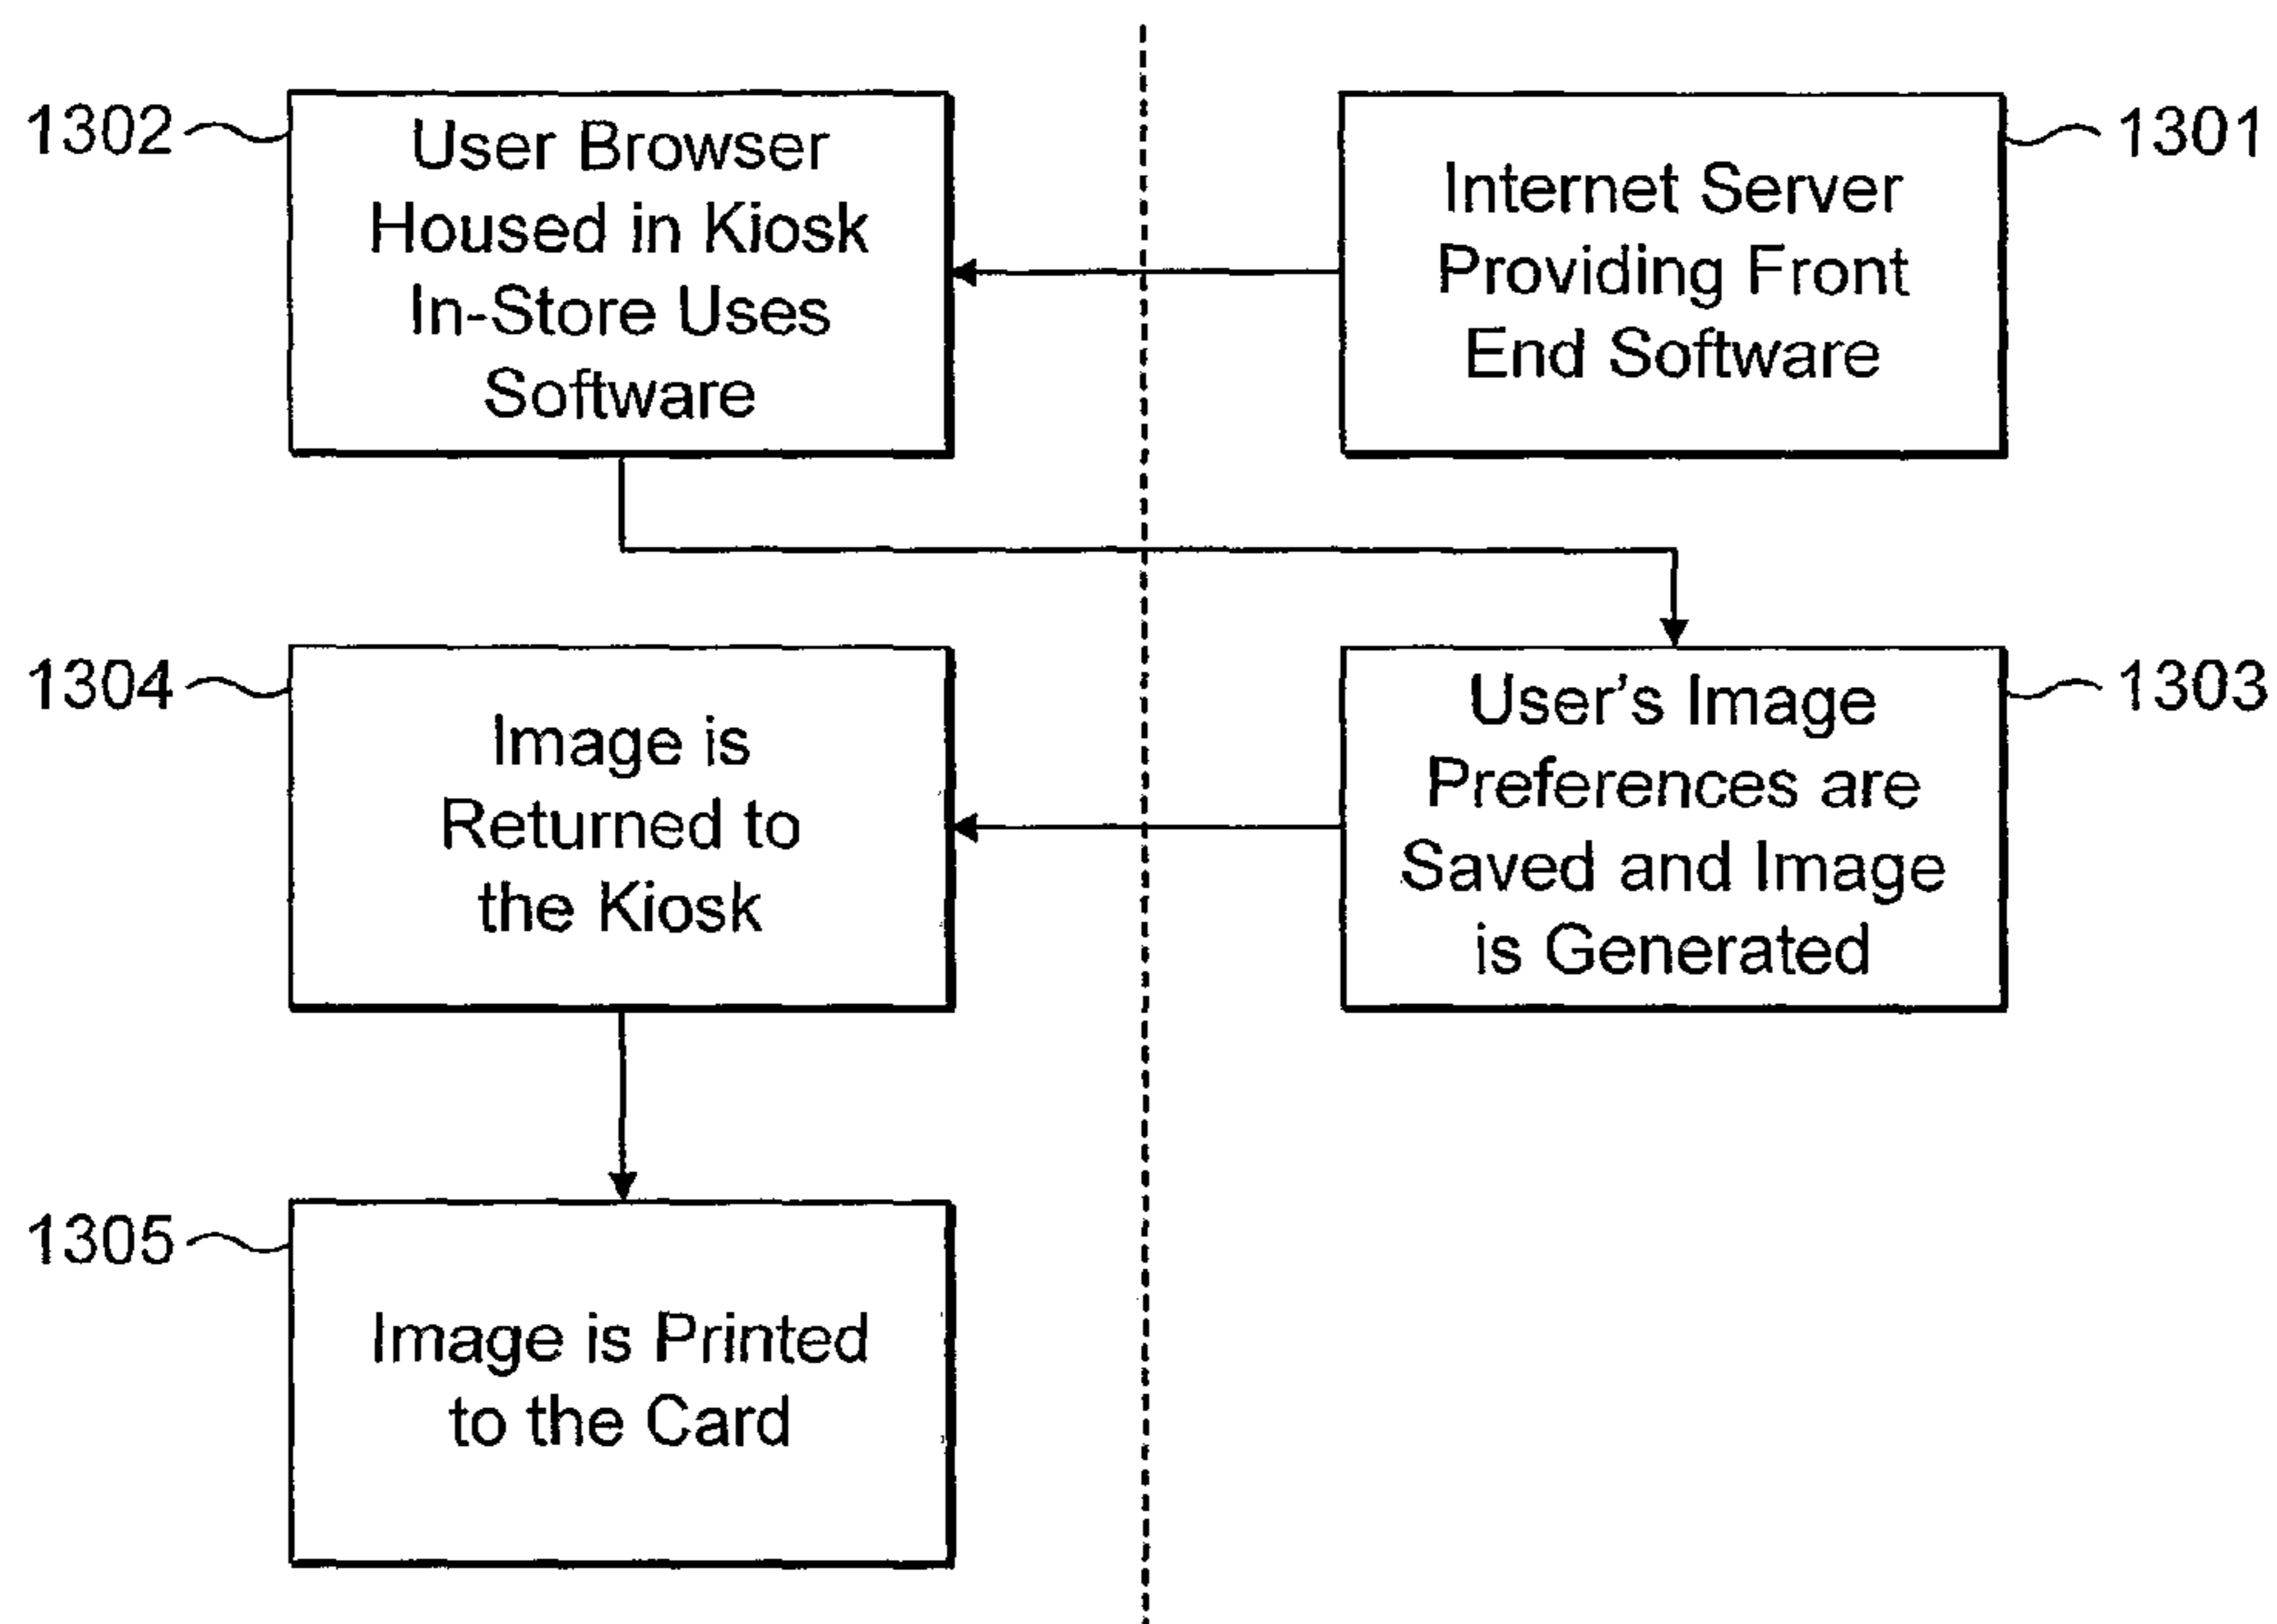 1302
User Browser
Housed in Kiosk
In-Store Uses
Software
1301
Internet Server
Providing Front
End Software
1304
Image is
Returned to
the Kiosk
1303
User's Image
Preferences are
Saved and Image
is Generated
1305
Image is Printed
to the Card